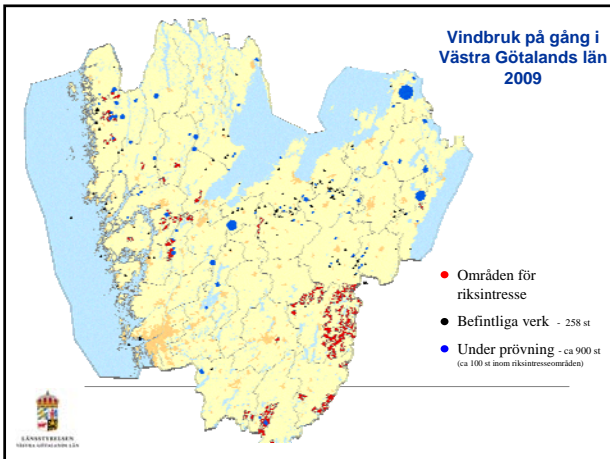 Vindbruk på gång i
Västra Götalands län
2009
Områden för
riksintresse
Befintliga verk - 258 st
Under prövning - ca 900 st
(ca 100 st inom riksintresseområden)
LÄNSSTYRELSEN
VÄSTRA GÖTALANDS LÄN